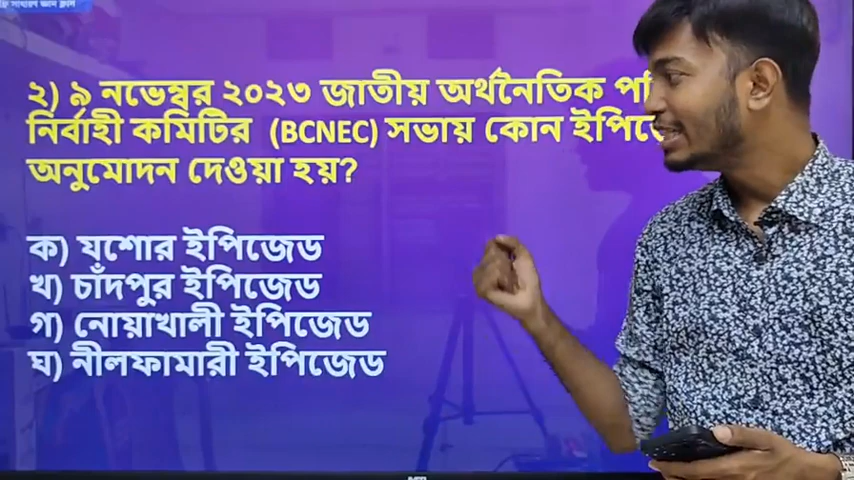 ফ্রি সাধারণ জ্ঞান ক্লাস
২) ৯ নভেম্বর ২০২৩ জাতীয় অর্থনৈতিক
নির্বাহী কমিটির (BCNEC) সভায় কোন
অনুমোদন দেওয়া হয়?
ক) যশোর ইপিজেড
খ) চাঁদপুর ইপিজেড
গ) নোয়াখালী ইপিজেড
ঘ) নীলফামারী ইপিজেড